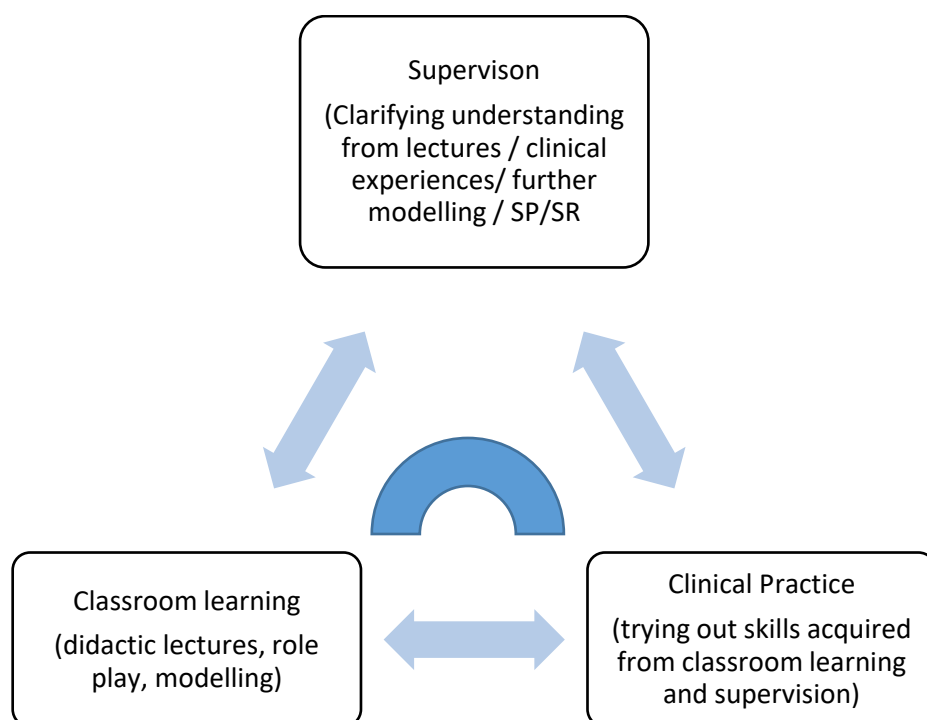 Supervison
(Clarifying understanding
from lectures / clinical
experiences/ further
modelling / SP/SR
Classroom learning
(didactic lectures, role
play, modelling)
Clinical Practice
(trying out skills acquired
from classroom learning
and supervision)